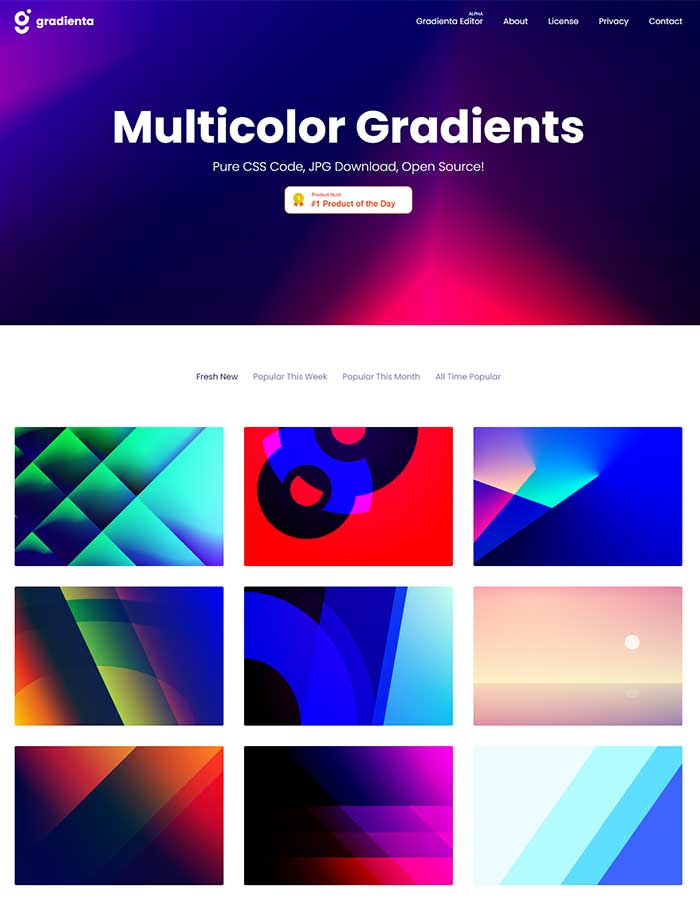 gradienta
ALPHA
Gradienta Editor About License Privacy Contact
Multicolor Gradients
Pure CSS Code, JPG Download, Open Source!
Product Hunt
#1 Product of the Day
Fresh New Popular This Week Popular This Month All Time Popular